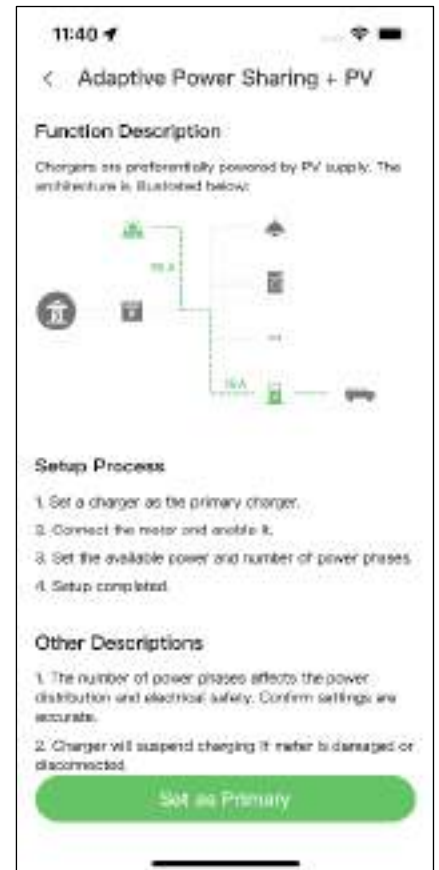 11:40
< Adaptive Power Sharing + PV
Function Description
Chargers are preferentially powered by PV supply. The
architecture is illustrated below:
16 A
Setup Process
1. Set a charger as the primary charger.
2. Connect the meter and enable it.
3. Set the available power and number of power phases
4. Setup completed.
Other Descriptions
1. The number of power phases affects the power
distribution and electrical safety. Confirm settings are
accurate.
2. Charger will suspend charging if meter is damaged or
disconnected.
Set as Primary